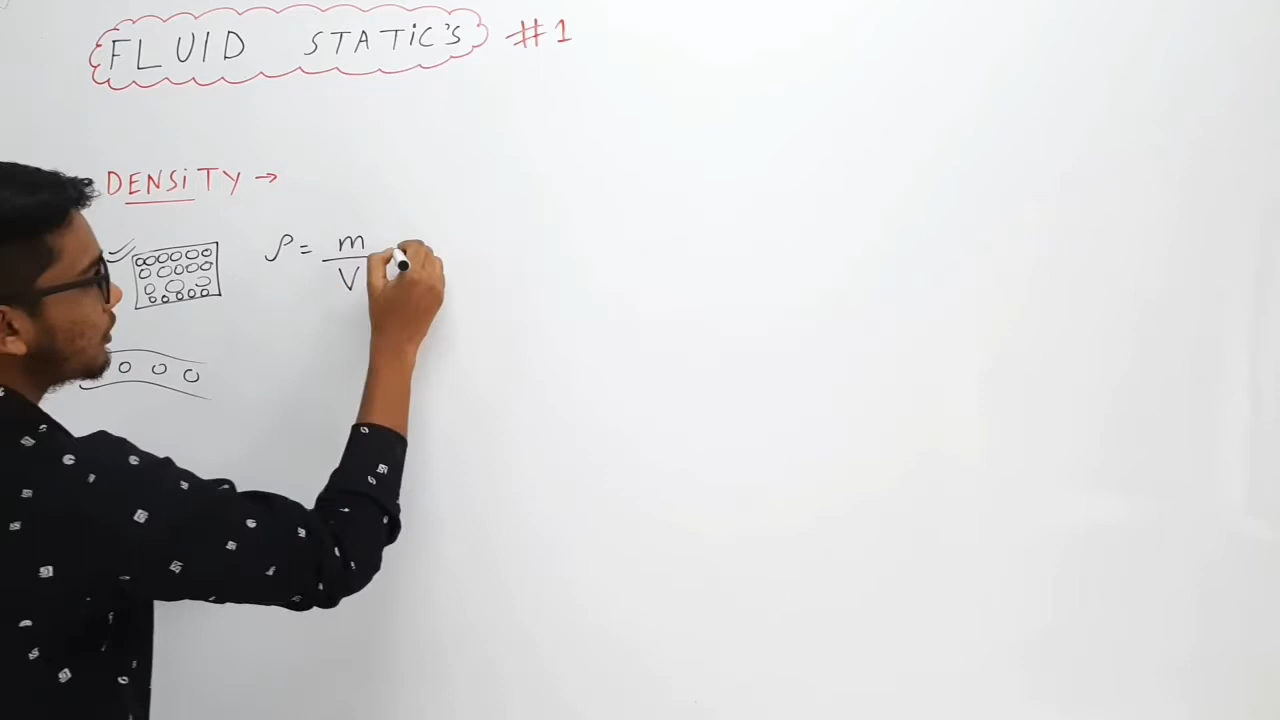 FLUID STATIC'S #1
DENSITY →
ρ = m/V